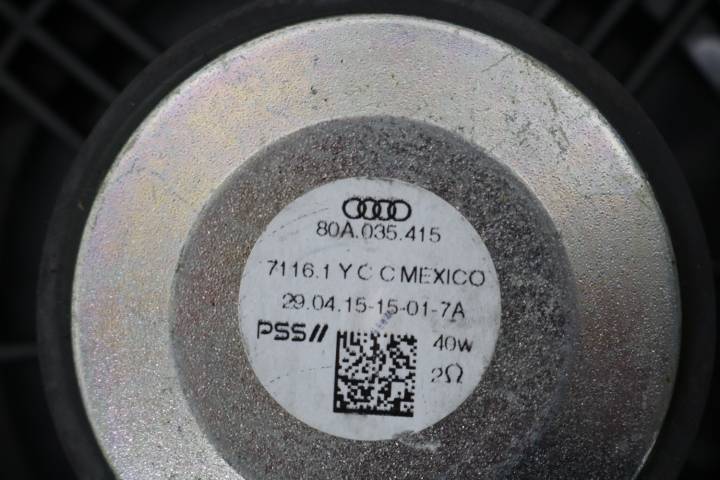 80A.035.415
7116.1 Y C C MEXICO
29.04.15-15-01-7A
PSS//
40W
2Ω